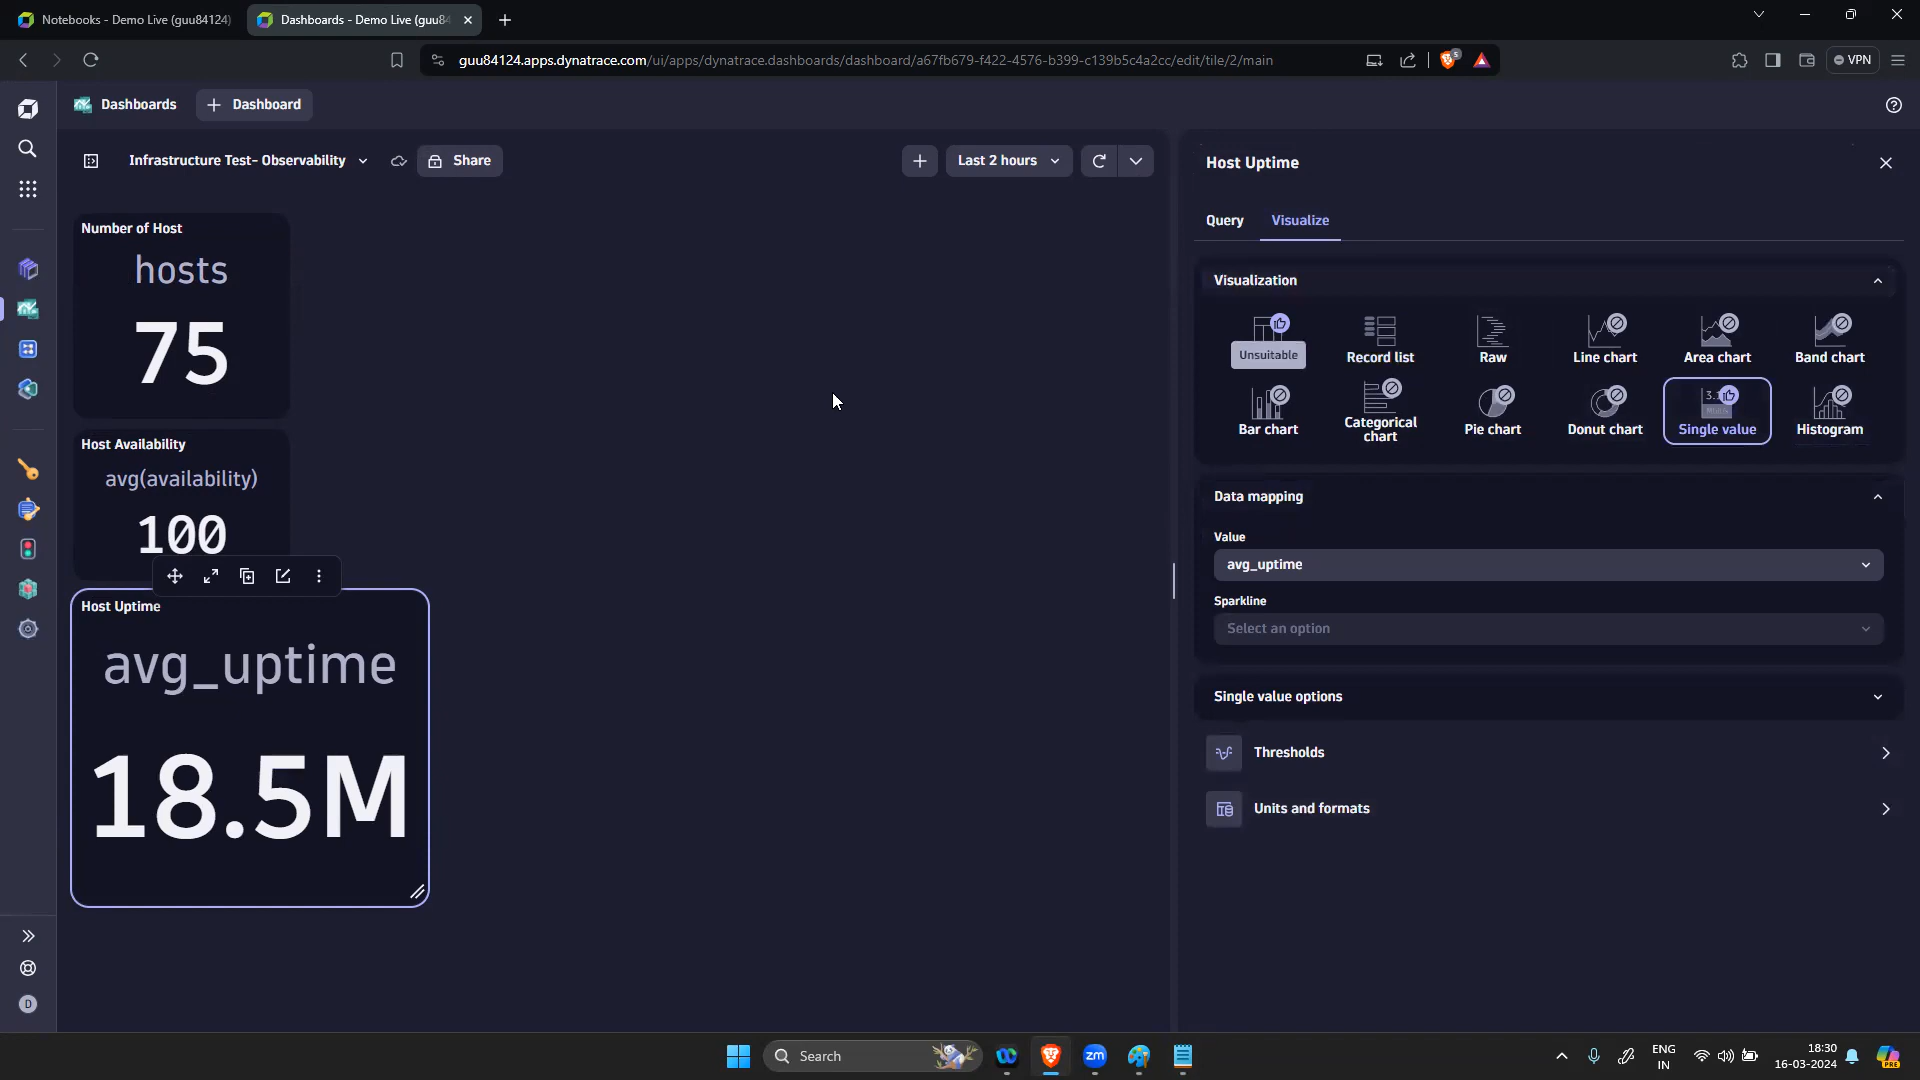 Notebooks - Demo Live (guu84124)
Dashboards - Demo Live (guu84
guu84124.apps.dynatrace.com/ui/apps/dynatrace.dashboards/dashboard/a67fb679-f422-4576-b399-c139b5c4a2cc/edit/tile/2/main
5
VPN
Dashboards
Dashboard
Infrastructure Test- Observability
Share
Last 2 hours
Number of Host
hosts
75
Host Availability
avg(availability)
100
Host Uptime
avg_uptime
18.5M
Host Uptime
Query
Visualize
Visualization
Unsuitable
Record list
Raw
Line chart
Area chart
Band chart
Bar chart
Categorical
chart
Pie chart
Donut chart
Single value
Histogram
Data mapping
Value
avg_uptime
Sparkline
Select an option
Single value options
Thresholds
Units and formats
D
Search
zm
ENG
IN
18:30
16-03-2024
PRE